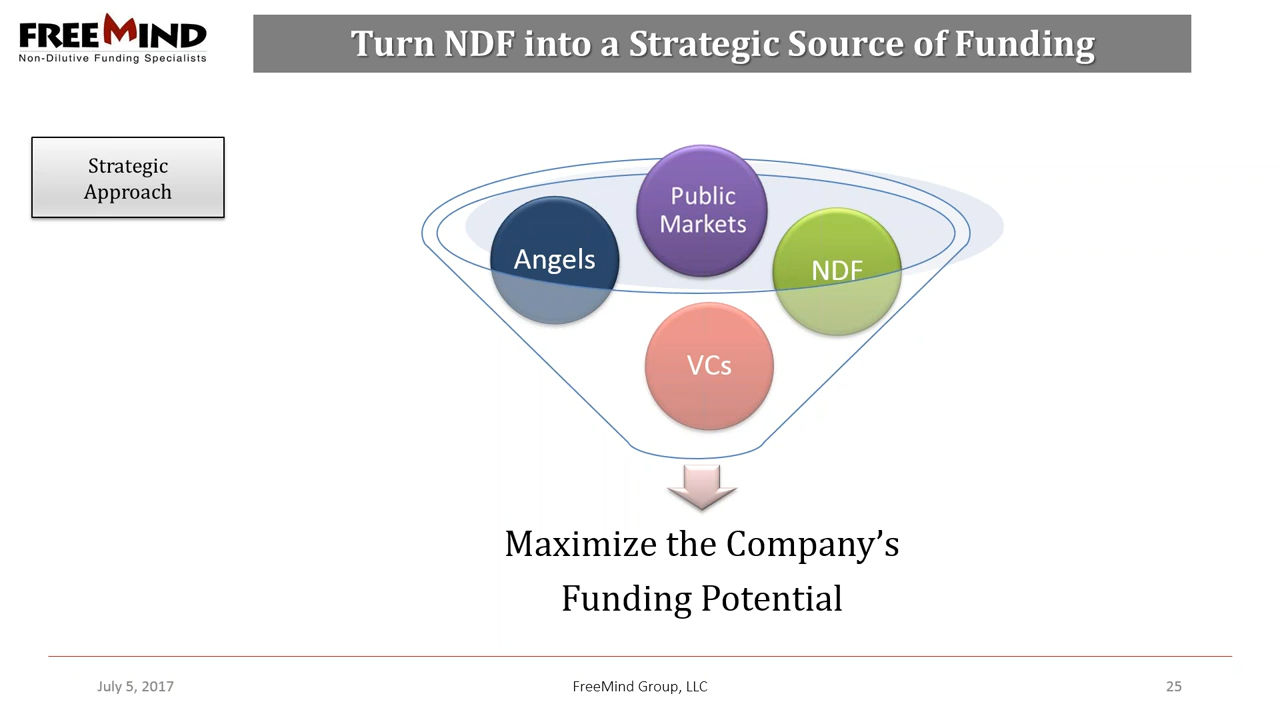 FREEMIND
Non-Dilutive Funding Specialists
Turn NDF into a Strategic Source of Funding
Strategic
Approach
Public
Markets
Angels
NDF
VCs
Maximize the Company’s
Funding Potential
July 5, 2017
FreeMind Group, LLC
25